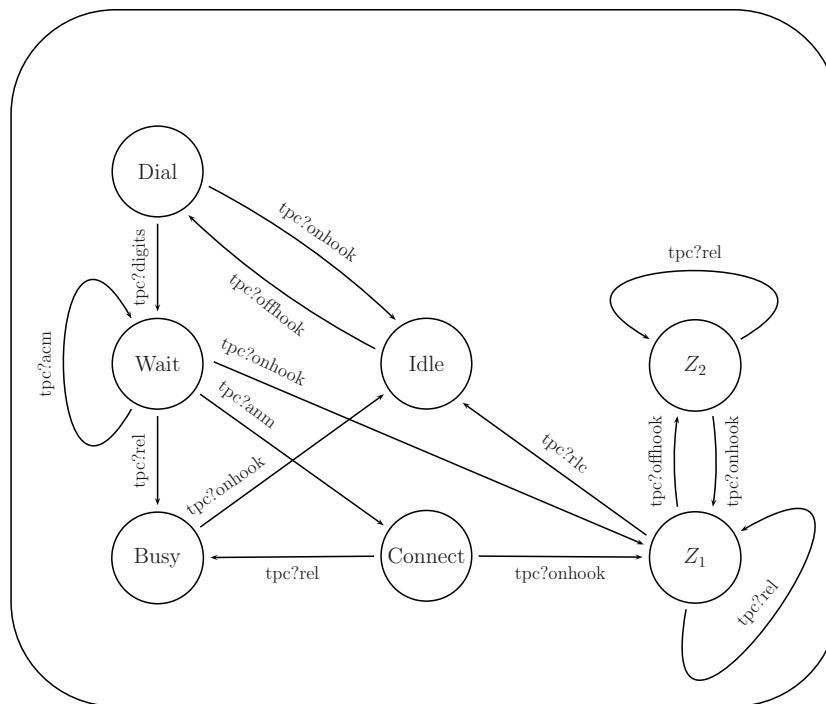 Dial
tpc?onhook
tpc?digits
tpc?offhook
tpc?rel
tpc?acm
Wait
tpc?onhook
Idle
Z2
tpc?anm
tpc?rel
tpc?onhook
tpc?rlc
tpc?offhook
tpc?onhook
Busy
tpc?rel
Connect
tpc?onhook
Z1
tpc?rel